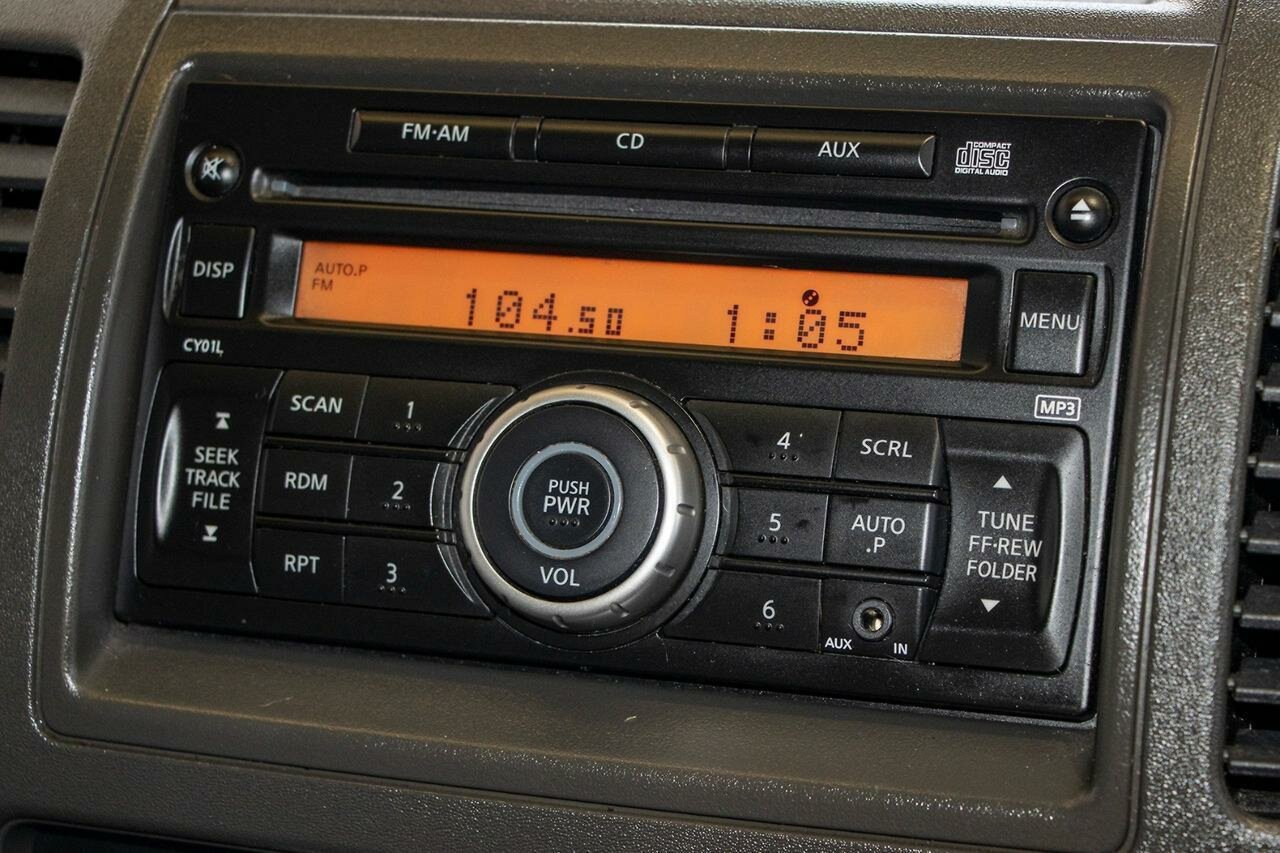 FM·AM
CD
AUX
COMPACT
disc
DIGITAL AUDIO
DISP
AUTO.P
FM
104.50
1:05
MENU
CY01L
MP3
SCAN
1
4
SCRL
SEEK
TRACK
FILE
RDM
2
PUSH
PWR
VOL
5
AUTO
.P
TUNE
FF·REW
FOLDER
RPT
3
6
AUX
IN